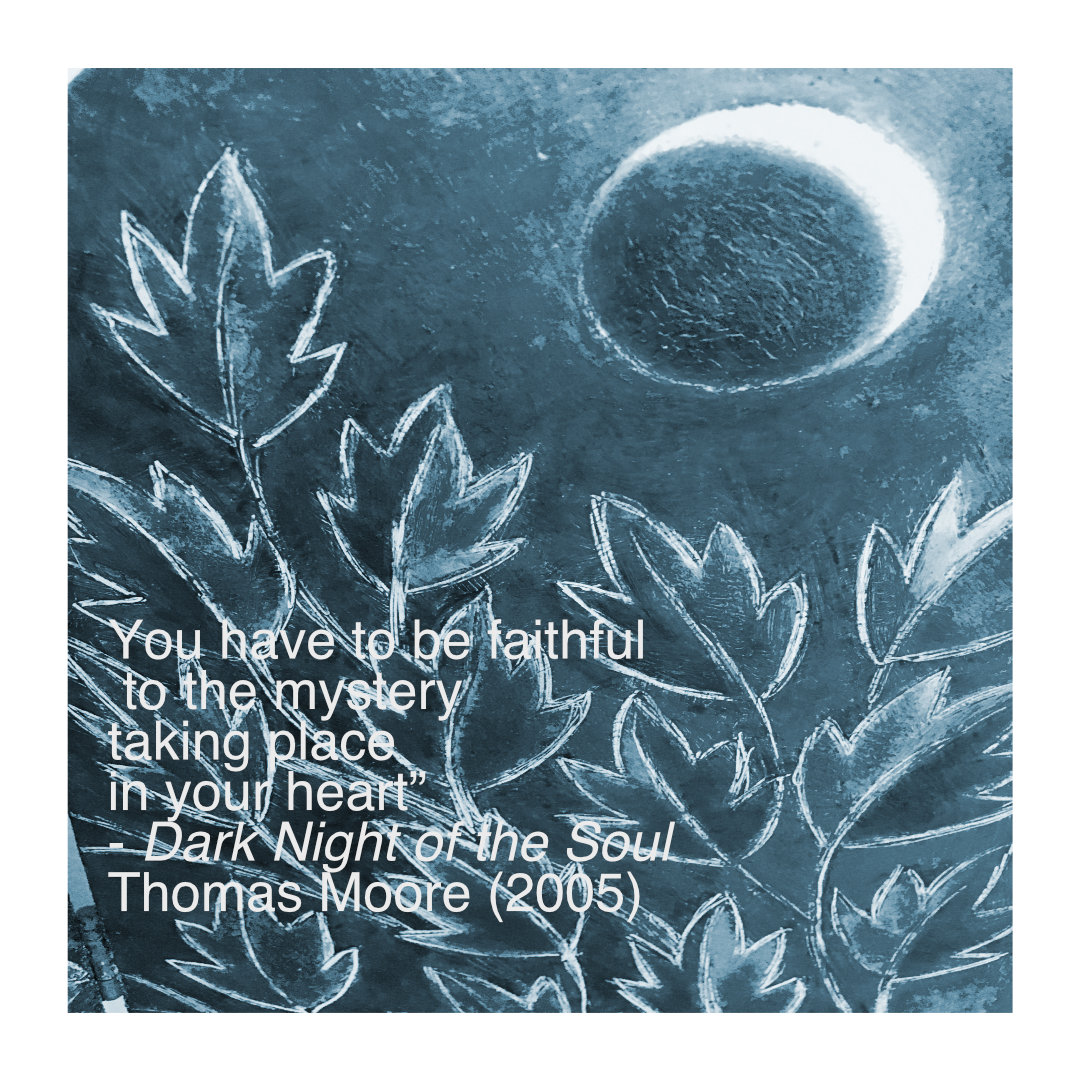 You have to be faithful
to the mystery
taking place
in your heart”
- Dark Night of the Soul
Thomas Moore (2005)